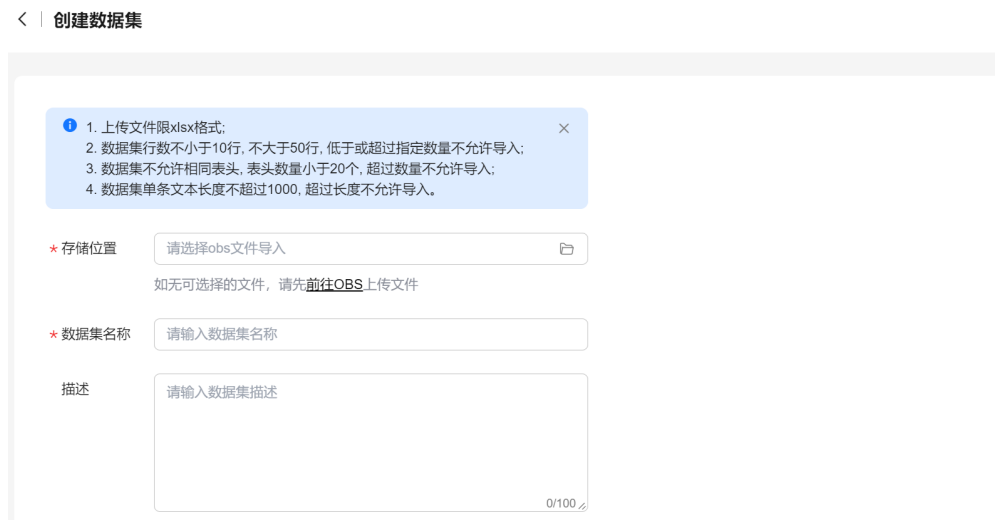 创建数据集
1. 上传文件限xlsx格式;
2. 数据集行数不小于10行, 不大于50行, 低于或超过指定数量不允许导入;
3. 数据集不允许相同表头, 表头数量小于20个, 超过数量不允许导入;
4. 数据集单条文本长度不超过1000, 超过长度不允许导入。
* 存储位置
请选择obs文件导入
如无可选择的文件，请先前往OBS上传文件
* 数据集名称
请输入数据集名称
描述
请输入数据集描述
0/100